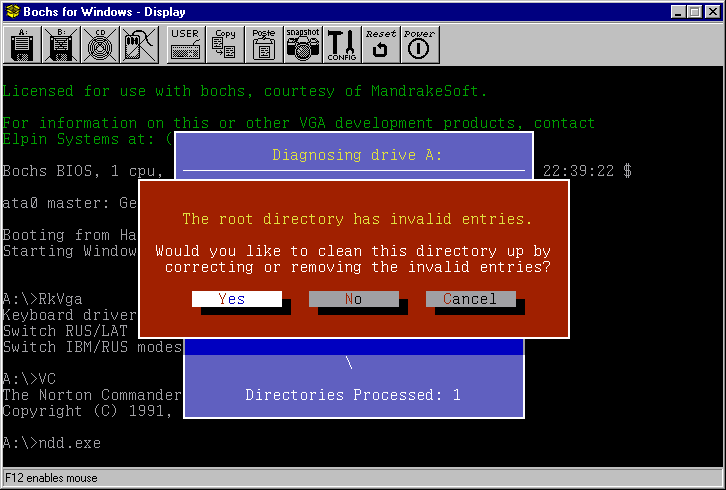 Bochs for Windows - Display
A: B: CD USER Copy Poste snapshot CONFIG Reset Power
Licensed for use with bochs, courtesy of MandrakeSoft.
For information on this or other VGA development products, contact
Elpin Systems at: (
Diagnosing drive A:
Bochs BIOS, 1 cpu, 22:39:22 $
ata0 master: Ge
The root directory has invalid entries.
Booting from Ha
Starting Window
Would you like to clean this directory up by
correcting or removing the invalid entries?
Yes No Cancel
A:\>RkVga
Keyboard driver
Switch RUS/LAT
Switch IBM/RUS modes
\
A:\>VC
The Norton Commander
Directories Processed: 1
Copyright (C) 1991,
A:\>ndd.exe
F12 enables mouse